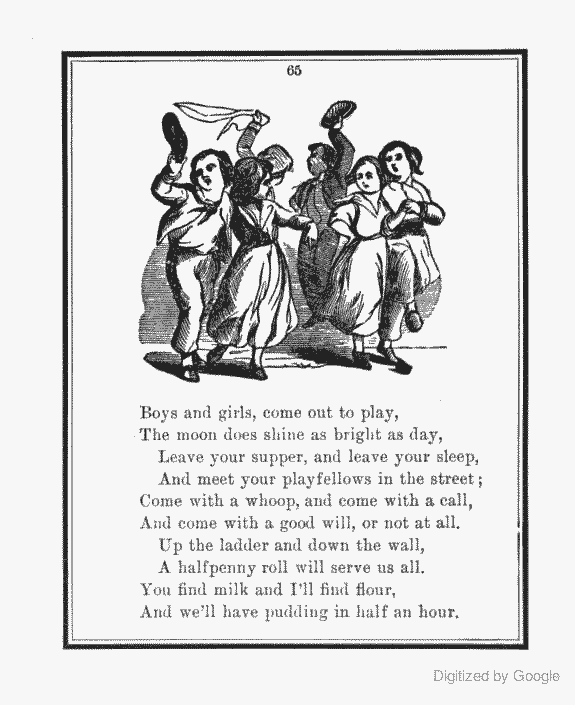 65
Boys and girls, come out to play,
The moon does shine as bright as day,
Leave your supper, and leave your sleep,
And meet your playfellows in the street;
Come with a whoop, and come with a call,
And come with a good will, or not at all.
Up the ladder and down the wall,
A halfpenny roll will serve us all.
You find milk and I'll find flour,
And we'll have pudding in half an hour.
Digitized by Google